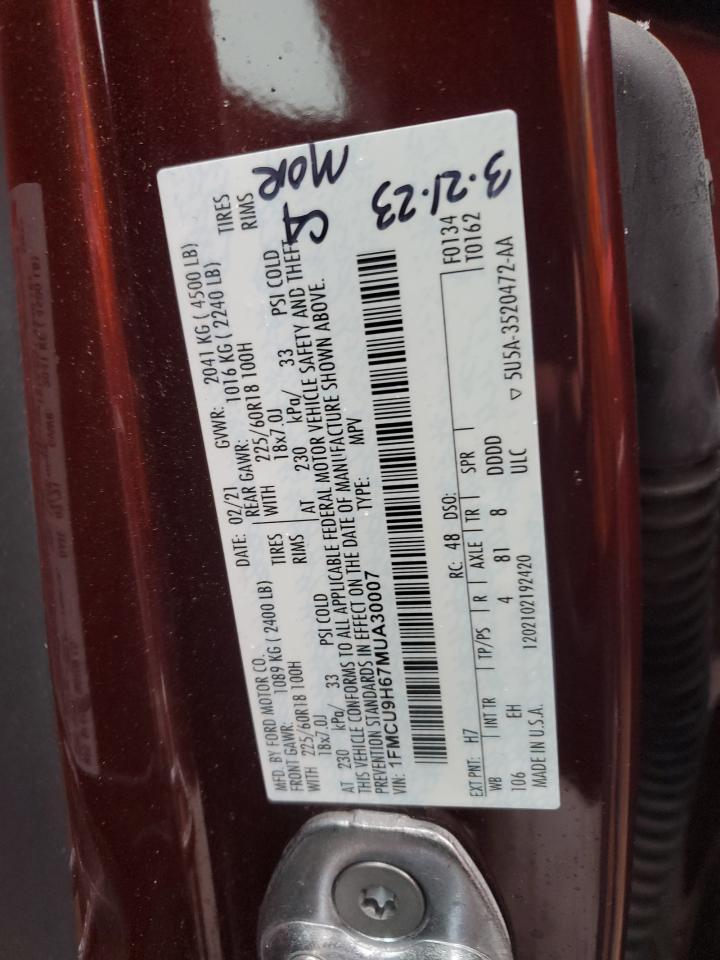 MFD. BY FORD MOTOR CO.
DATE: 02/21 GVWR: 2041 KG ( 4500 LB)
FRONT GAWR: 1089 KG ( 2400 LB) REAR GAWR: 1016 KG ( 2240 LB)
WITH 225/60R18 100H TIRES WITH 225/60R18 100H TIRES
18x7.0J RIMS 18x7.0J RIMS
AT 230 kPa/ 33 PSI COLD AT 230 kPa/ 33 PSI COLD
THIS VEHICLE CONFORMS TO ALL APPLICABLE FEDERAL MOTOR VEHICLE SAFETY AND THEFT
PREVENTION STANDARDS IN EFFECT ON THE DATE OF MANUFACTURE SHOWN ABOVE.
VIN: 1FMCU9H67MUA30007 TYPE: MPV
MOR
3.21.23
F0134
T0162
EXT PNT: H7 RC: 48 DSO:
WB INT TR TP/PS R AXLE TR SPR
106 EH 4 81 8 DDDD
MADE IN U.S.A. 1202102192420 ULC ▽ 5U5A-3520472-AA